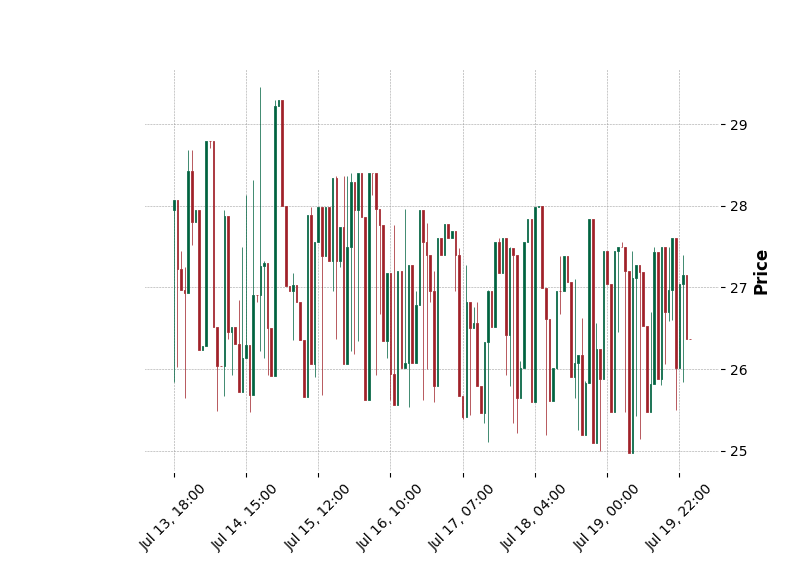 29
28
27
26
25
Price
Jul 13, 18:00
Jul 14, 15:00
Jul 15, 12:00
Jul 16, 10:00
Jul 17, 07:00
Jul 18, 04:00
Jul 19, 00:00
Jul 19, 22:00